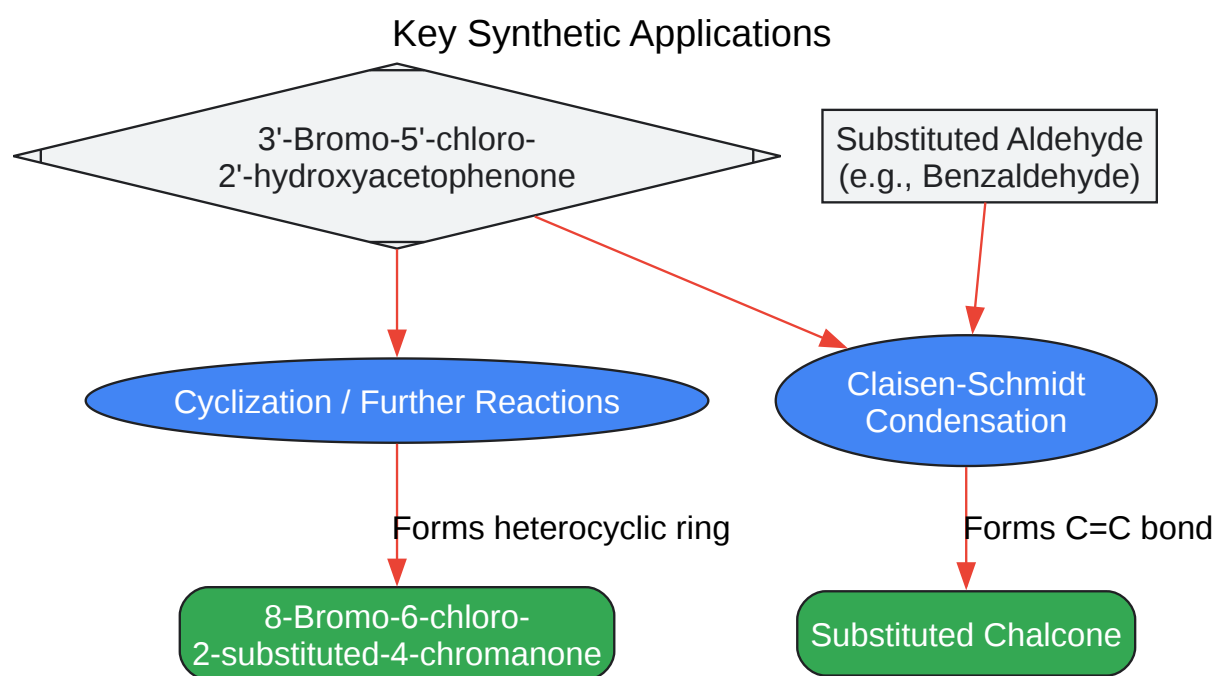 Key Synthetic Applications
3'-Bromo-5'-chloro-
2'-hydroxyacetophenone
Substituted Aldehyde
(e.g., Benzaldehyde)
Cyclization / Further Reactions
Claisen-Schmidt
Condensation
Forms heterocyclic ring
Forms C=C bond
8-Bromo-6-chloro-
2-substituted-4-chromanone
Substituted Chalcone